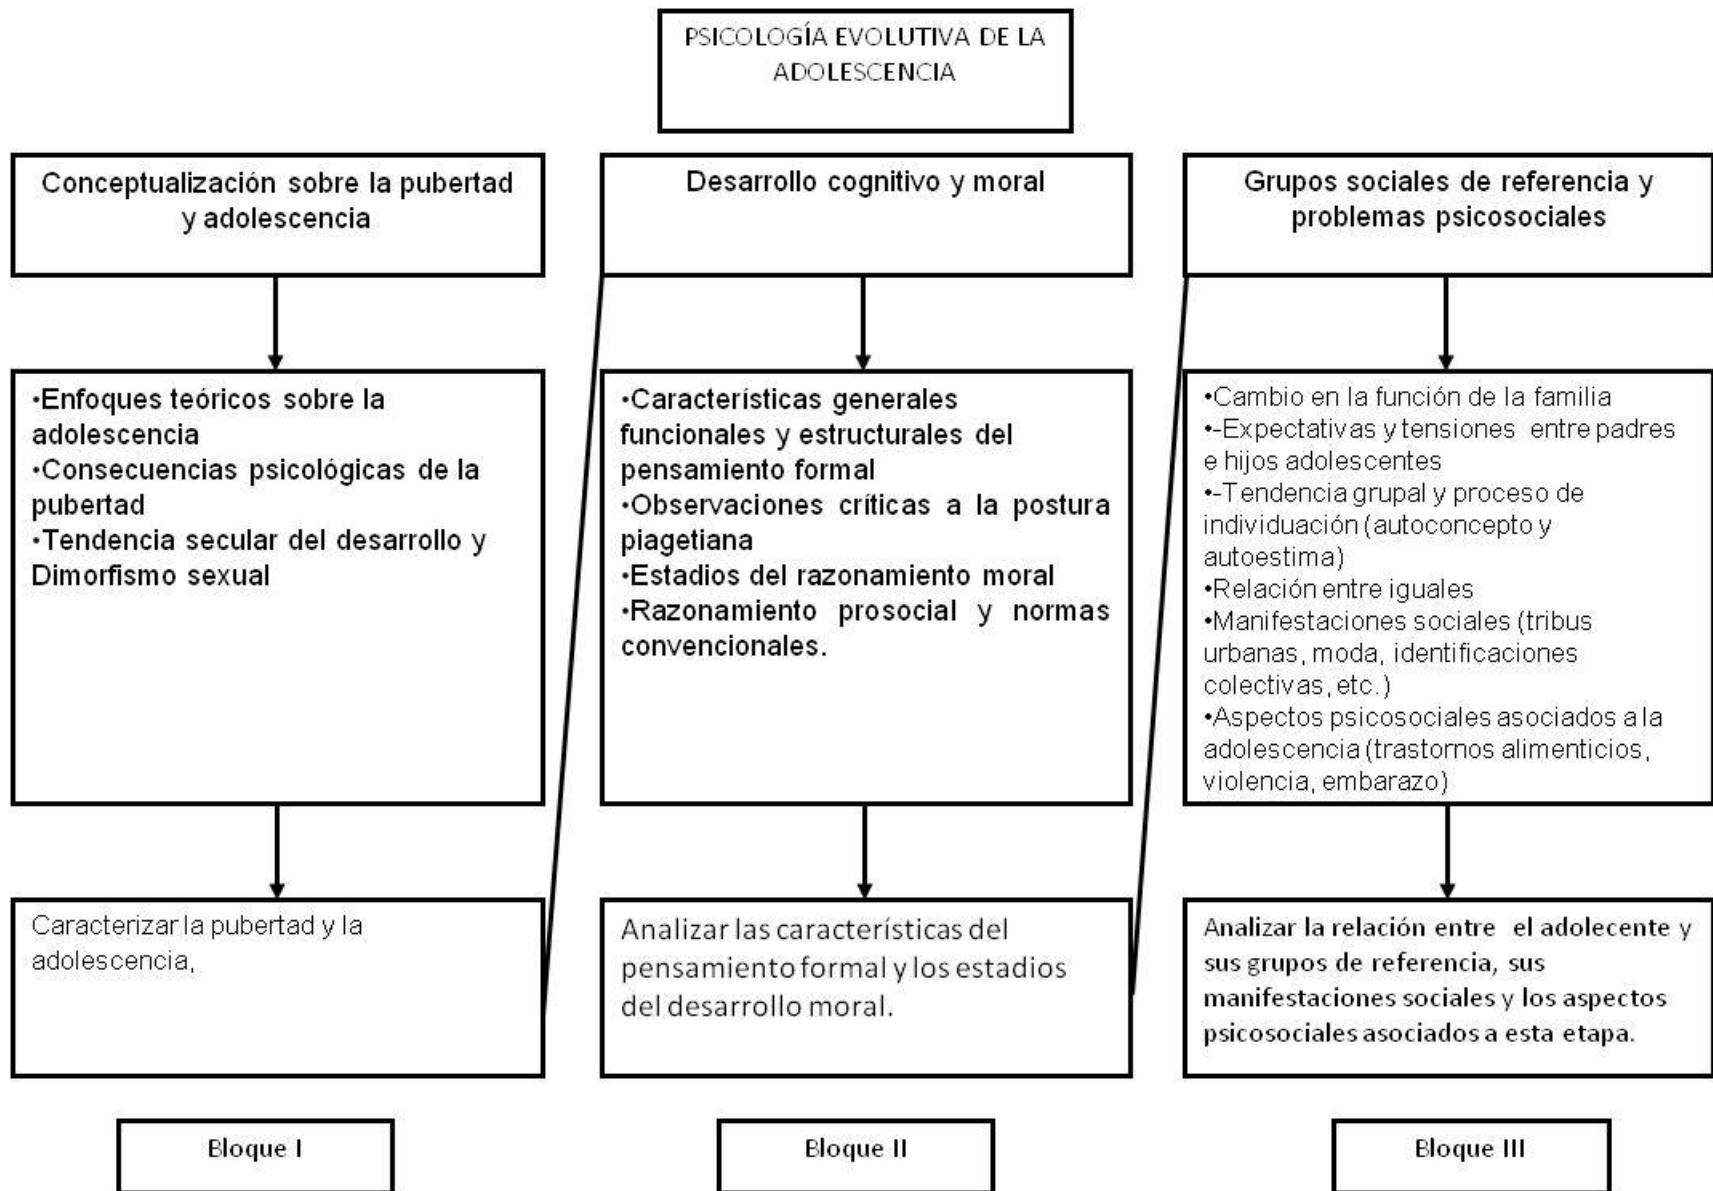 PSICOLOGÍA EVOLUTIVA DE LA
ADOLESCENCIA
Conceptualización sobre la pubertad
y adolescencia
•Enfoques teóricos sobre la
adolescencia
•Consecuencias psicológicas de la
pubertad
•Tendencia secular del desarrollo y
Dimorfismo sexual
Caracterizar la pubertad y la
adolescencia,
Bloque I
Desarrollo cognitivo y moral
•Características generales
funcionales y estructurales del
pensamiento formal
•Observaciones críticas a la postura
piagetiana
•Estadios del razonamiento moral
•Razonamiento prosocial y normas
convencionales.
Analizar las características del
pensamiento formal y los estadios
del desarrollo moral.
Bloque II
Grupos sociales de referencia y
problemas psicosociales
•Cambio en la función de la familia
•-Expectativas y tensiones entre padres
e hijos adolescentes
•-Tendencia grupal y proceso de
individuación (autoconcepto y
autoestima)
•Relación entre iguales
•Manifestaciones sociales (tribus
urbanas, moda, identificaciones
colectivas, etc.)
•Aspectos psicosociales asociados a la
adolescencia (trastornos alimenticios,
violencia, embarazo)
Analizar la relación entre el adolecente y
sus grupos de referencia, sus
manifestaciones sociales y los aspectos
psicosociales asociados a esta etapa.
Bloque III